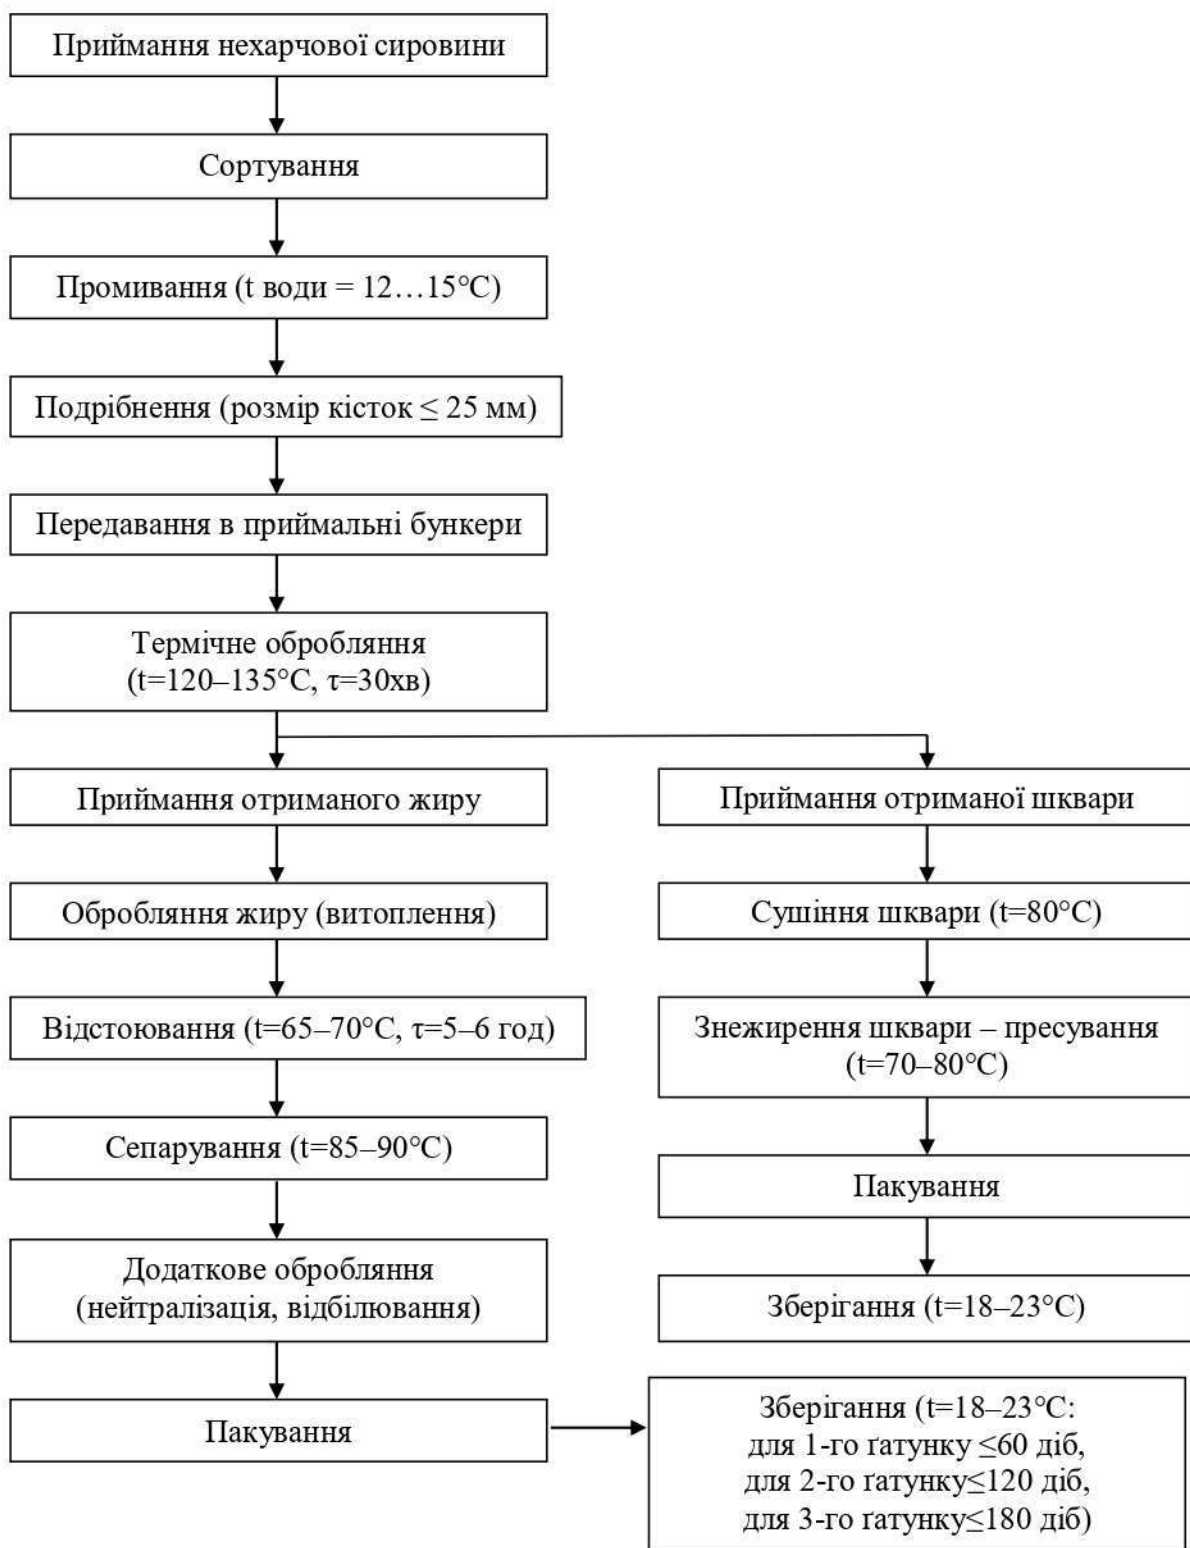 Приймання нехарчової сировини
Сортування
Промивання (t води = 12…15°С)
Подрібнення (розмір кісток ≤ 25 мм)
Передавання в приймальні бункери
Термічне обробляння
(t=120–135°С, τ=30хв)
Приймання отриманого жиру
Обробляння жиру (витоплення)
Відстоювання (t=65–70°С, τ=5–6 год)
Сепарування (t=85–90°С)
Додаткове обробляння
(нейтралізація, відбілювання)
Пакування
Зберігання (t=18–23°С:
для 1-го ґатунку ≤60 діб,
для 2-го ґатунку≤120 діб,
для 3-го ґатунку≤180 діб)
Приймання отриманої шквари
Сушіння шквари (t=80°С)
Знежирення шквари – пресування
(t=70–80°С)
Пакування
Зберігання (t=18–23°С)